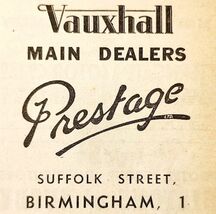 Vauxhall
MAIN DEALERS
Prestage LTD.
SUFFOLK STREET,
BIRMINGHAM, 1